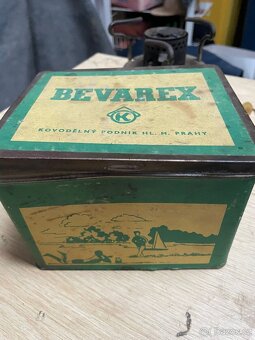 BEVAREX
K
KOVODĚLNÝ PODNIK HL. M. PRAHY